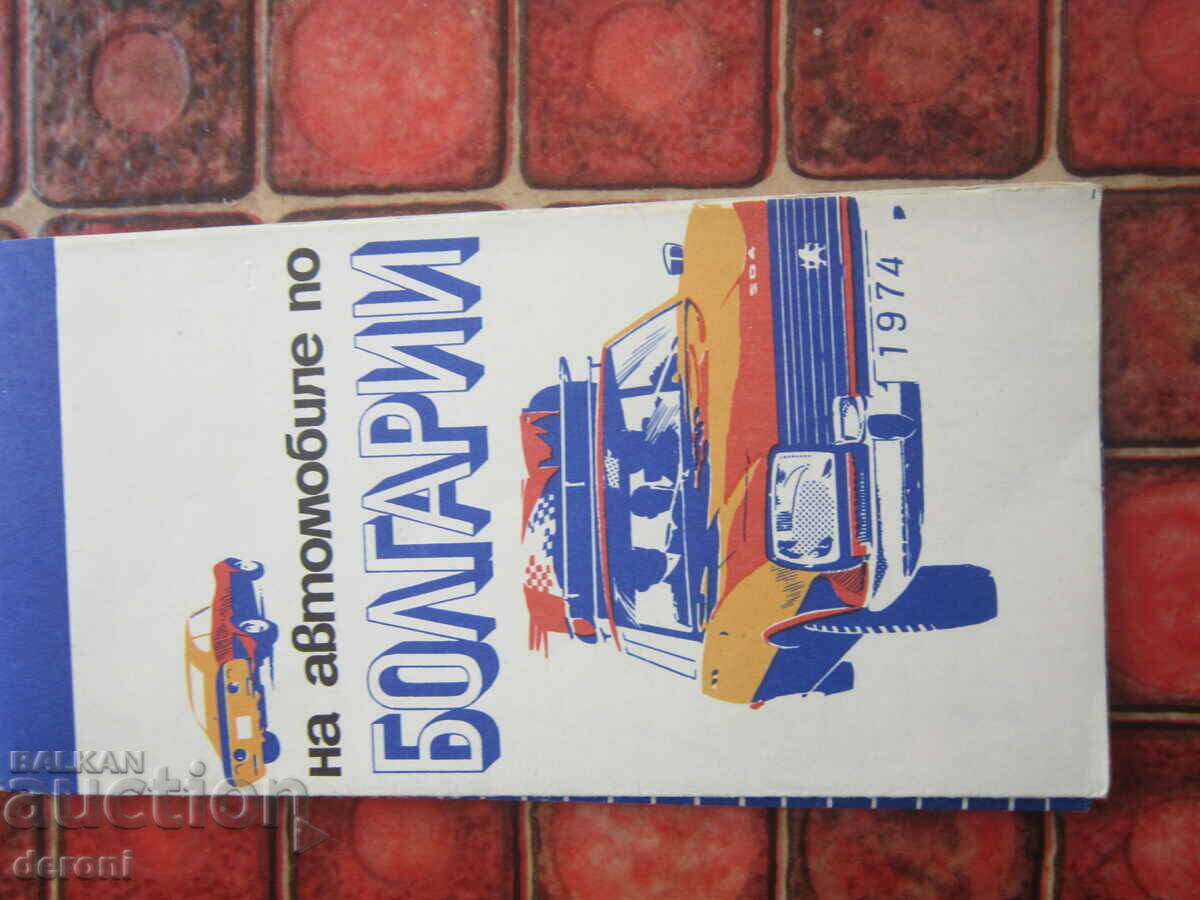 на автомобиле по
БОЛГАРИИ
504
1974
BALKAN
auction
deroni